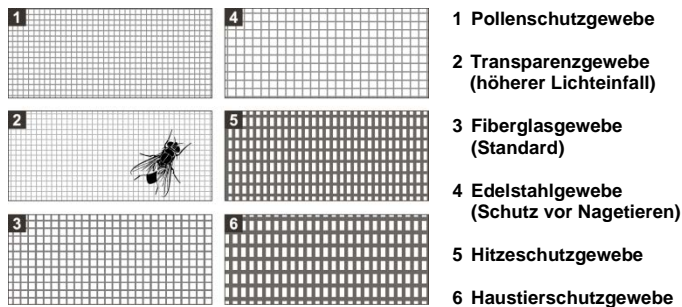 1
4
2
5
3
6
1 Pollenschutzgewebe
2 Transparenzgewebe
(höherer Lichteinfall)
3 Fiberglasgewebe
(Standard)
4 Edelstahlgewebe
(Schutz vor Nagetieren)
5 Hitzeschutzgewebe
6 Haustierschutzgewebe